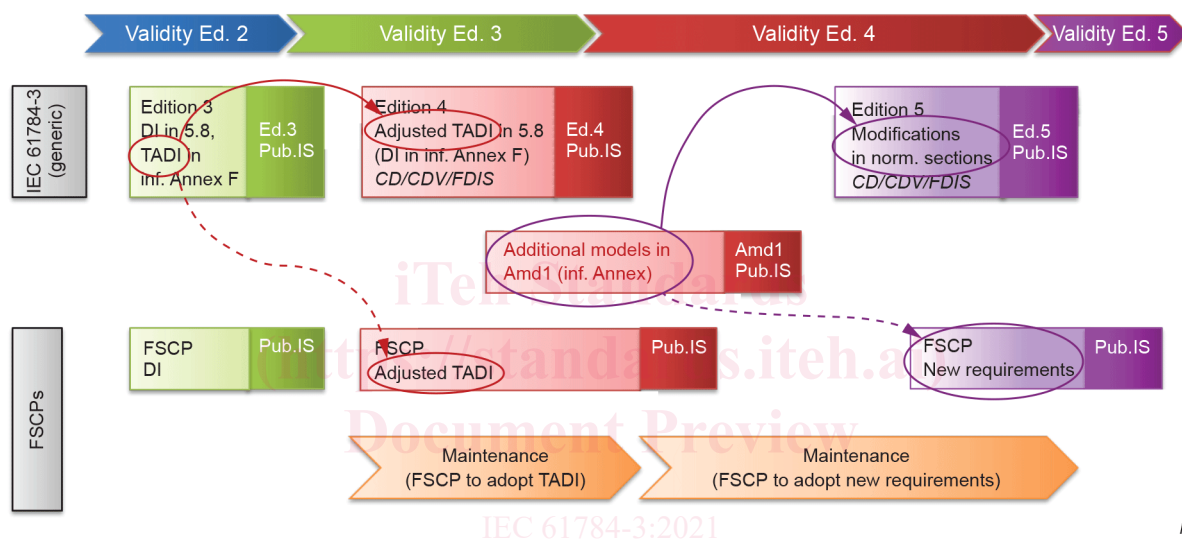 Validity Ed. 2
Validity Ed. 3
Validity Ed. 4
Validity Ed. 5
IEC 61784-3
(generic)
Edition 3
DI in 5.8,
TADI in
inf. Annex F
Ed.3
Pub.IS
Edition 4
Adjusted TADI in 5.8
(DI in inf. Annex F)
CD/CDV/FDIS
Ed.4
Pub.IS
Edition 5
Modifications
in norm. sections
CD/CDV/FDIS
Ed.5
Pub.IS
Additional models in
Amd1 (inf. Annex)
Amd1
Pub.IS
iTeh Standards
(https://standards.iteh.ai)
Document Preview
FSCPs
FSCP
DI
Pub.IS
FSCP
Adjusted TADI
Pub.IS
FSCP
New requirements
Pub.IS
Maintenance
(FSCP to adopt TADI)
Maintenance
(FSCP to adopt new requirements)
IEC 61784-3:2021